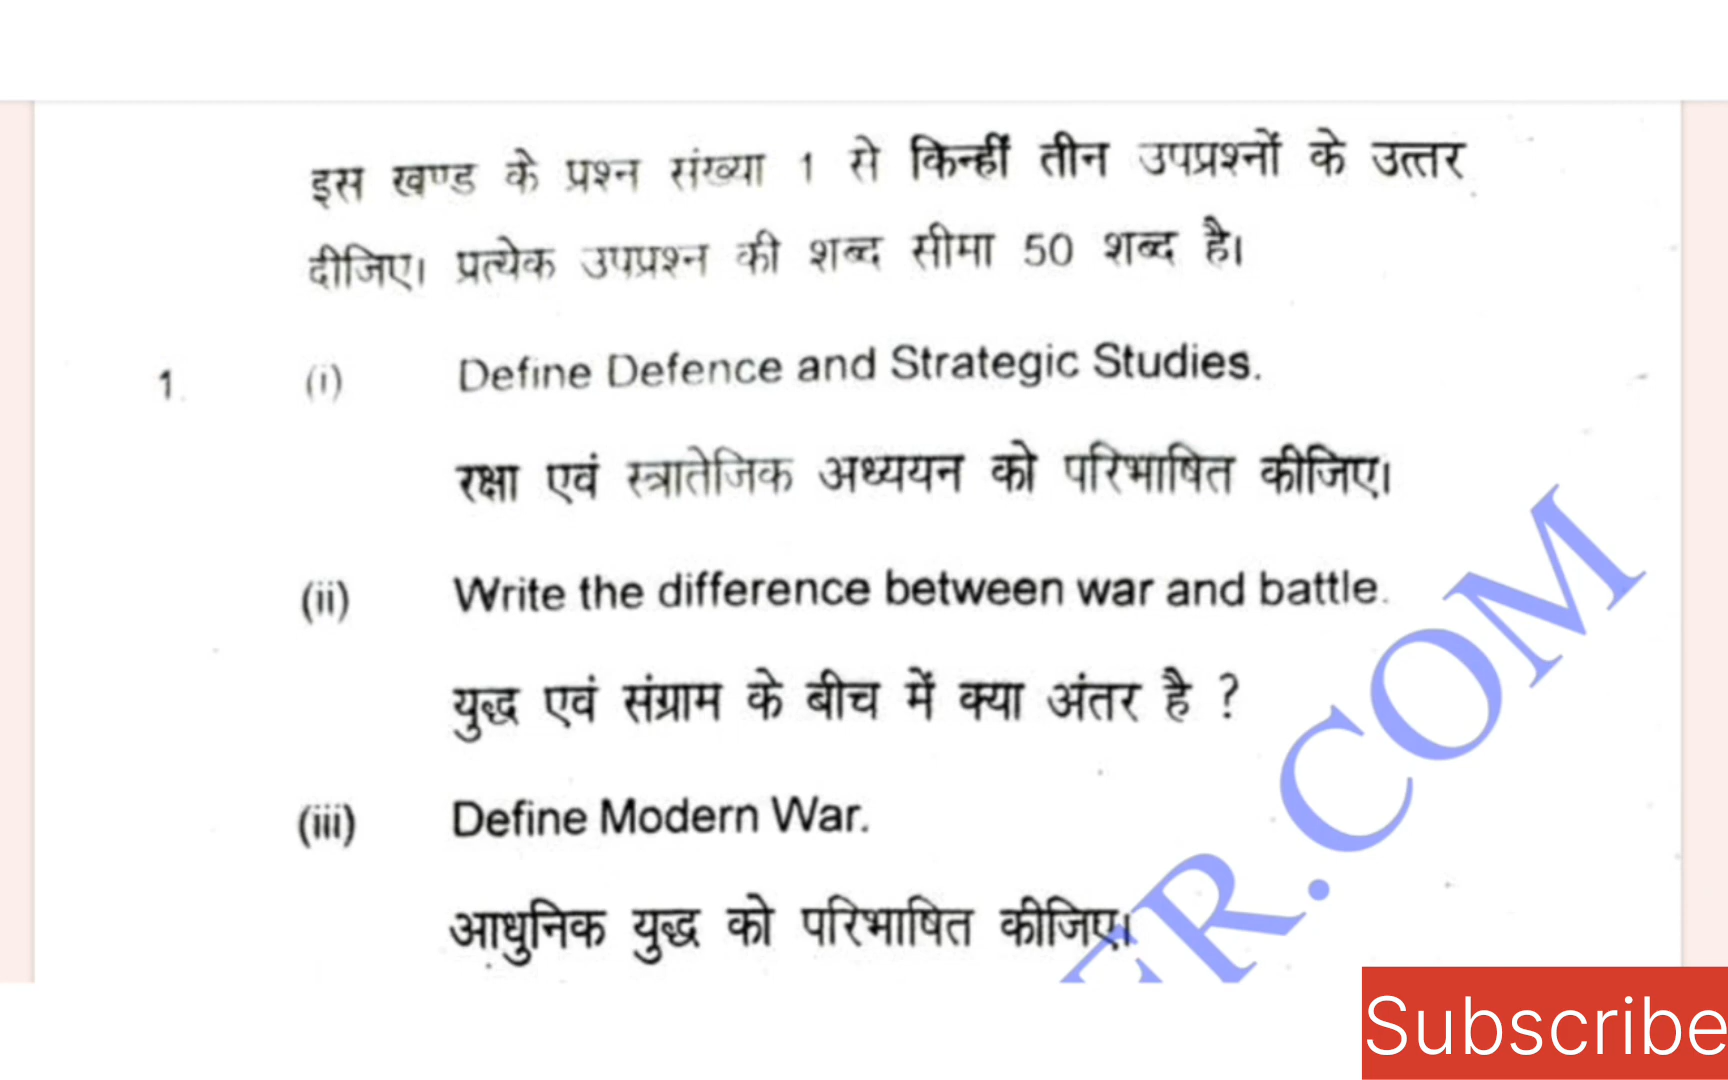 इस खण्ड के प्रश्न संख्या 1 से किन्हीं तीन उपप्रश्नों के उत्तर
दीजिए। प्रत्येक उपप्रश्न की शब्द सीमा 50 शब्द है।
1. (i) Define Defence and Strategic Studies.
रक्षा एवं स्त्रातेजिक अध्ययन को परिभाषित कीजिए।
(ii) Write the difference between war and battle.
युद्ध एवं संग्राम के बीच में क्या अंतर है ?
(iii) Define Modern War.
आधुनिक युद्ध को परिभाषित कीजिए।
ER.COM
Subscribe